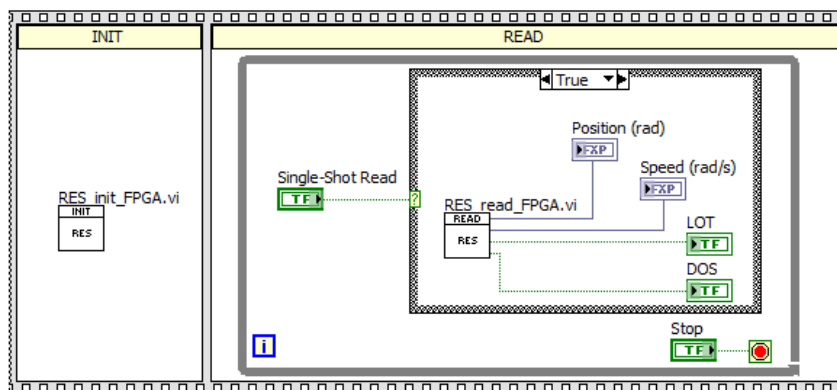 INIT
READ
True
Position (rad)
FXP
Single-Shot Read
TF
?
Speed (rad/s)
FXP
RES_init_FPGA.vi
INIT
RES
RES_read_FPGA.vi
READ
RES
LOT
TF
DOS
TF
Stop
TF
i